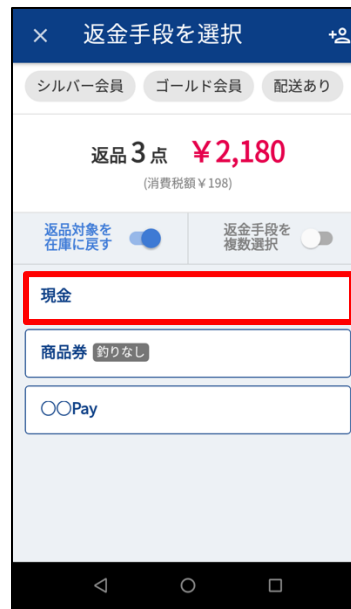 × 返金手段を選択
シルバー会員 ゴールド会員 配送あり
返品3点 ¥2,180
(消費税額¥198)
返品対象を
在庫に戻す
返金手段を
複数選択
現金
商品券 釣りなし
〇〇Pay